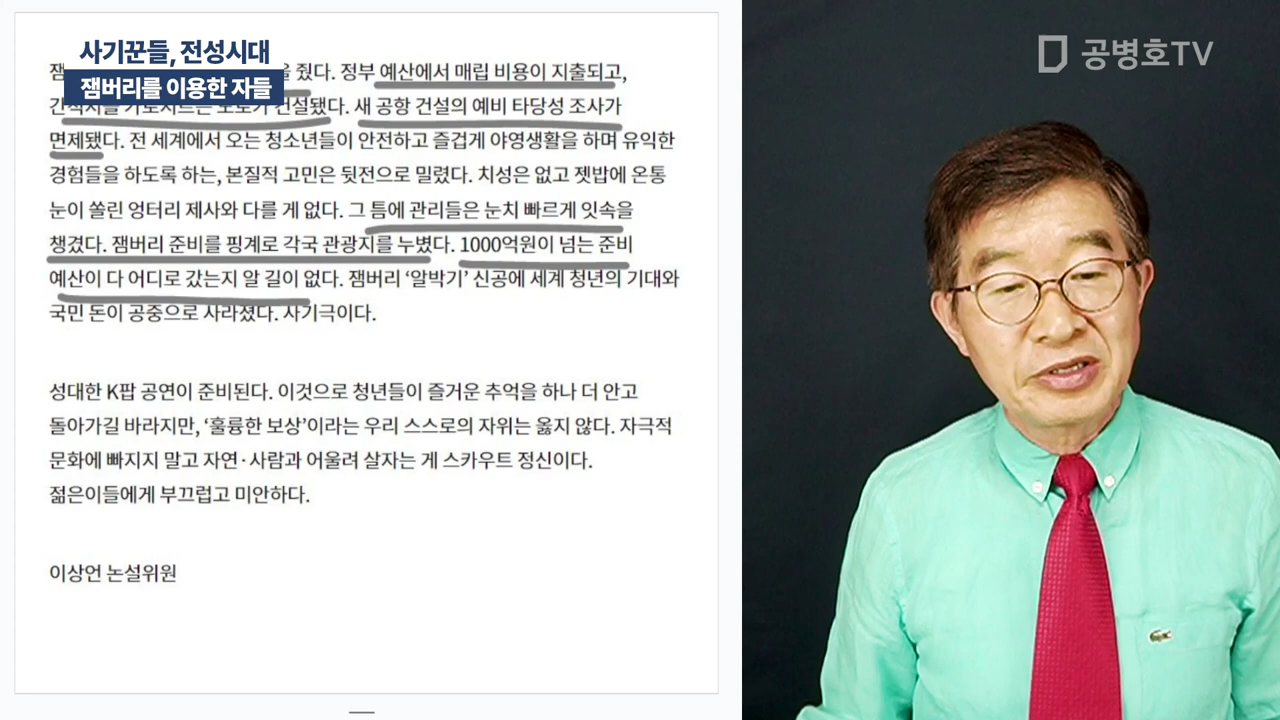 사기꾼들, 전성시대
잼버리를 이용한 자들
공병호TV
잼 을 줬다. 정부 예산에서 매립 비용이 지출되고,
간척지를 가로지르는 도로가 건설됐다. 새 공항 건설의 예비 타당성 조사가
면제됐다. 전 세계에서 오는 청소년들이 안전하고 즐겁게 야영생활을 하며 유익한
경험들을 하도록 하는, 본질적 고민은 뒷전으로 밀렸다. 치성은 없고 젯밥에 온통
눈이 쏠린 엉터리 제사와 다를 게 없다. 그 틈에 관리들은 눈치 빠르게 잇속을
챙겼다. 잼버리 준비를 핑계로 각국 관광지를 누볐다. 1000억원이 넘는 준비
예산이 다 어디로 갔는지 알 길이 없다. 잼버리 ‘알박기’ 신공에 세계 청년의 기대와
국민 돈이 공중으로 사라졌다. 사기극이다.
성대한 K팝 공연이 준비된다. 이것으로 청년들이 즐거운 추억을 하나 더 안고
돌아가길 바라지만, ‘훌륭한 보상’이라는 우리 스스로의 자위는 옳지 않다. 자극적
문화에 빠지지 말고 자연·사람과 어울려 살자는 게 스카우트 정신이다.
젊은이들에게 부끄럽고 미안하다.
이상언 논설위원